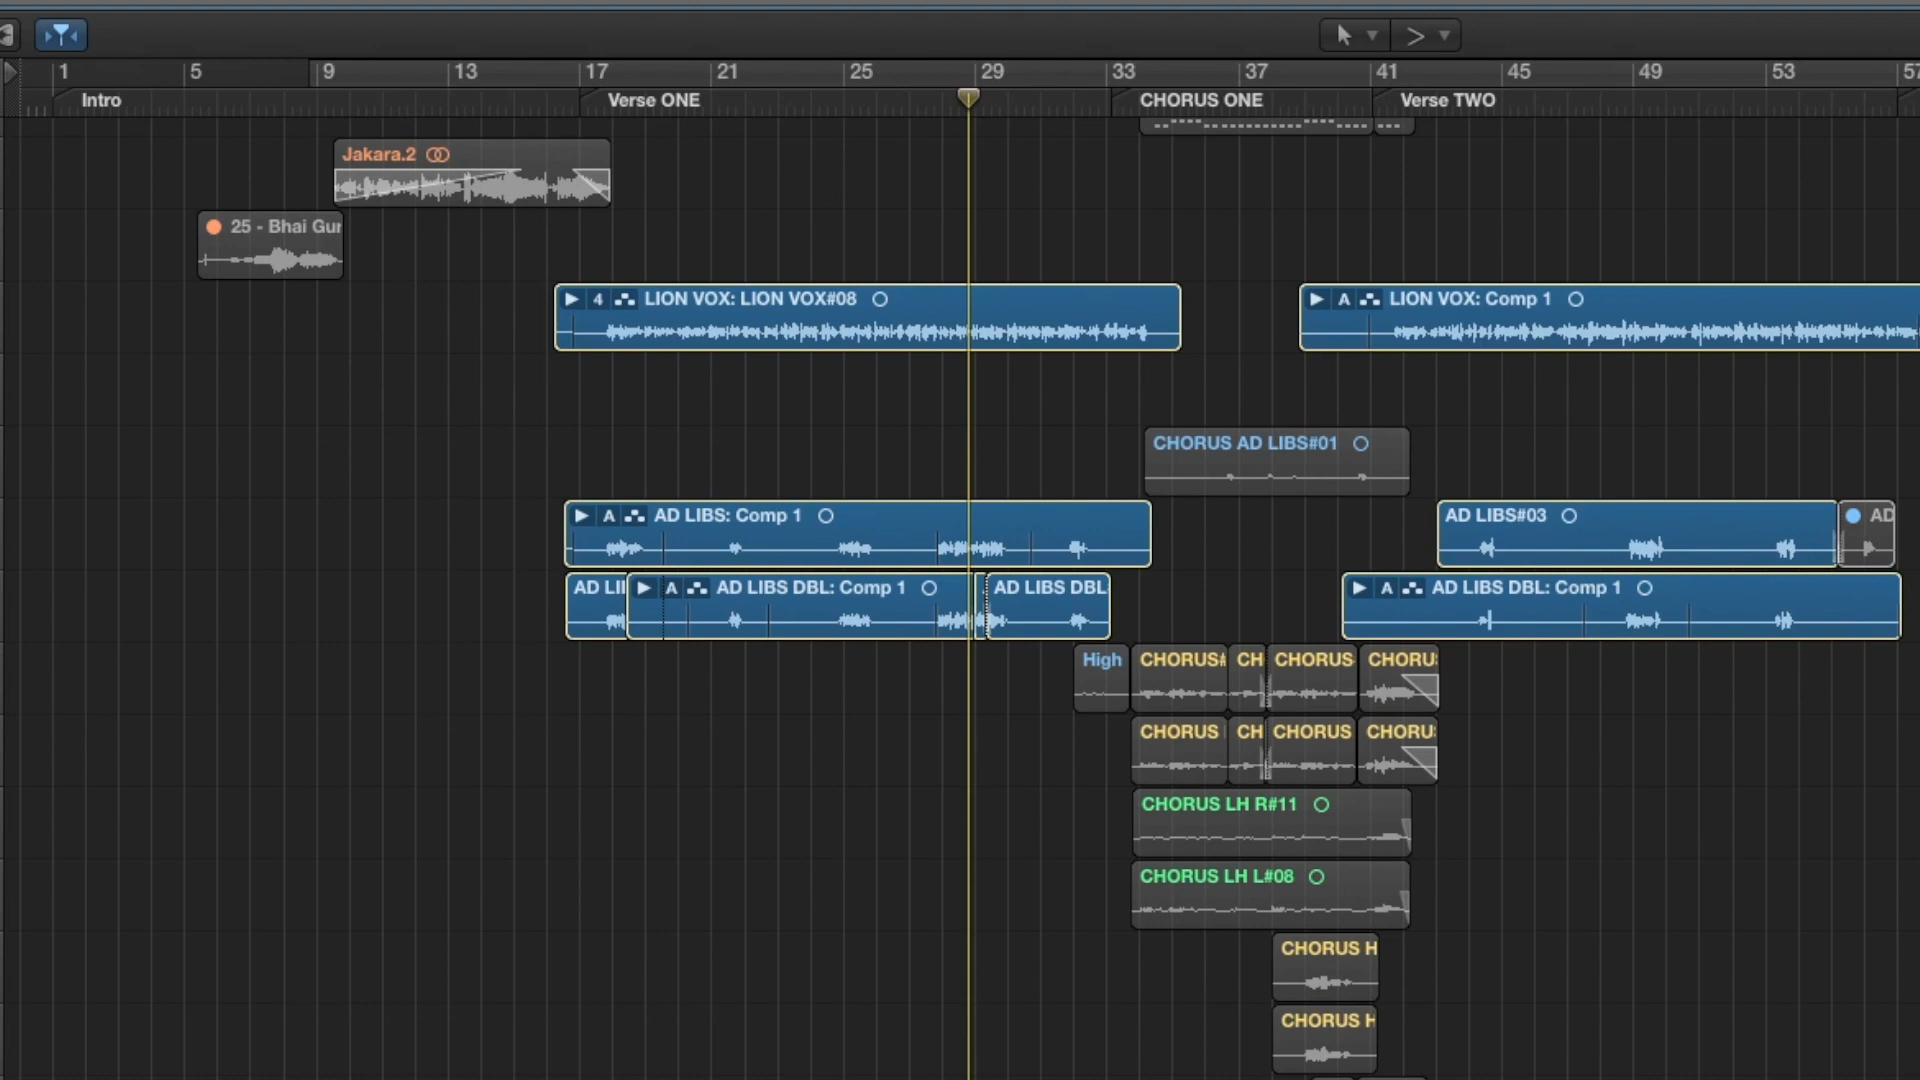 1 5 9 13 17 21 25 29 33 37 41 45 49 53 57
Intro Verse ONE CHORUS ONE Verse TWO
Jakara.2
25 - Bhai Gur
4 LION VOX: LION VOX#08 A LION VOX: Comp 1
CHORUS AD LIBS#01
A AD LIBS: Comp 1 AD LIBS#03 AD
AD LI A AD LIBS DBL: Comp 1 AD LIBS DBL A AD LIBS DBL: Comp 1
High CHORUS# CH CHORUS CHORUS
CHORUS CH CHORUS CHORUS
CHORUS LH R#11
CHORUS LH L#08
CHORUS H
CHORUS H